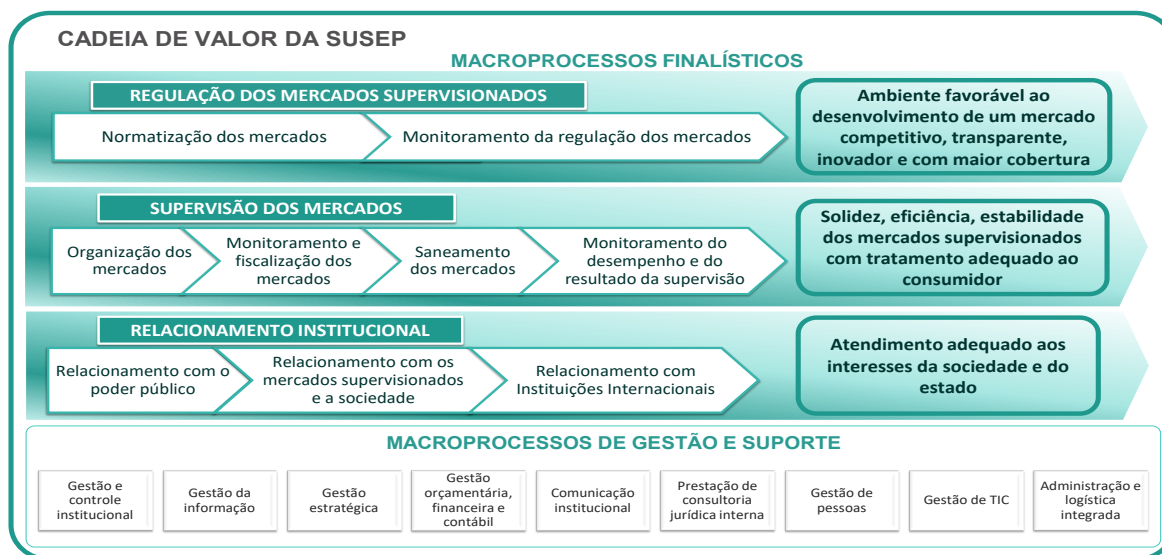 CADEIA DE VALOR DA SUSEP
MACROPROCESSOS FINALÍSTICOS
REGULAÇÃO DOS MERCADOS SUPERVISIONADOS
Normatização dos mercados
Monitoramento da regulação dos mercados
Ambiente favorável ao
desenvolvimento de um mercado
competitivo, transparente,
inovador e com maior cobertura
SUPERVISÃO DOS MERCADOS
Organização dos
mercados
Monitoramento e
fiscalização dos
mercados
Saneamento
dos mercados
Monitoramento do
desempenho e do
resultado da supervisão
Solidez, eficiência, estabilidade
dos mercados supervisionados
com tratamento adequado ao
consumidor
RELACIONAMENTO INSTITUCIONAL
Relacionamento com o
poder público
Relacionamento com os
mercados supervisionados
e a sociedade
Relacionamento com
Instituições Internacionais
Atendimento adequado aos
interesses da sociedade e do
estado
MACROPROCESSOS DE GESTÃO E SUPORTE
Gestão e
controle
institucional
Gestão da
informação
Gestão
estratégica
Gestão
orçamentária,
financeira e
contábil
Comunicação
institucional
Prestação de
consultoria
jurídica interna
Gestão de
pessoas
Gestão de TIC
Administração e
logística
integrada